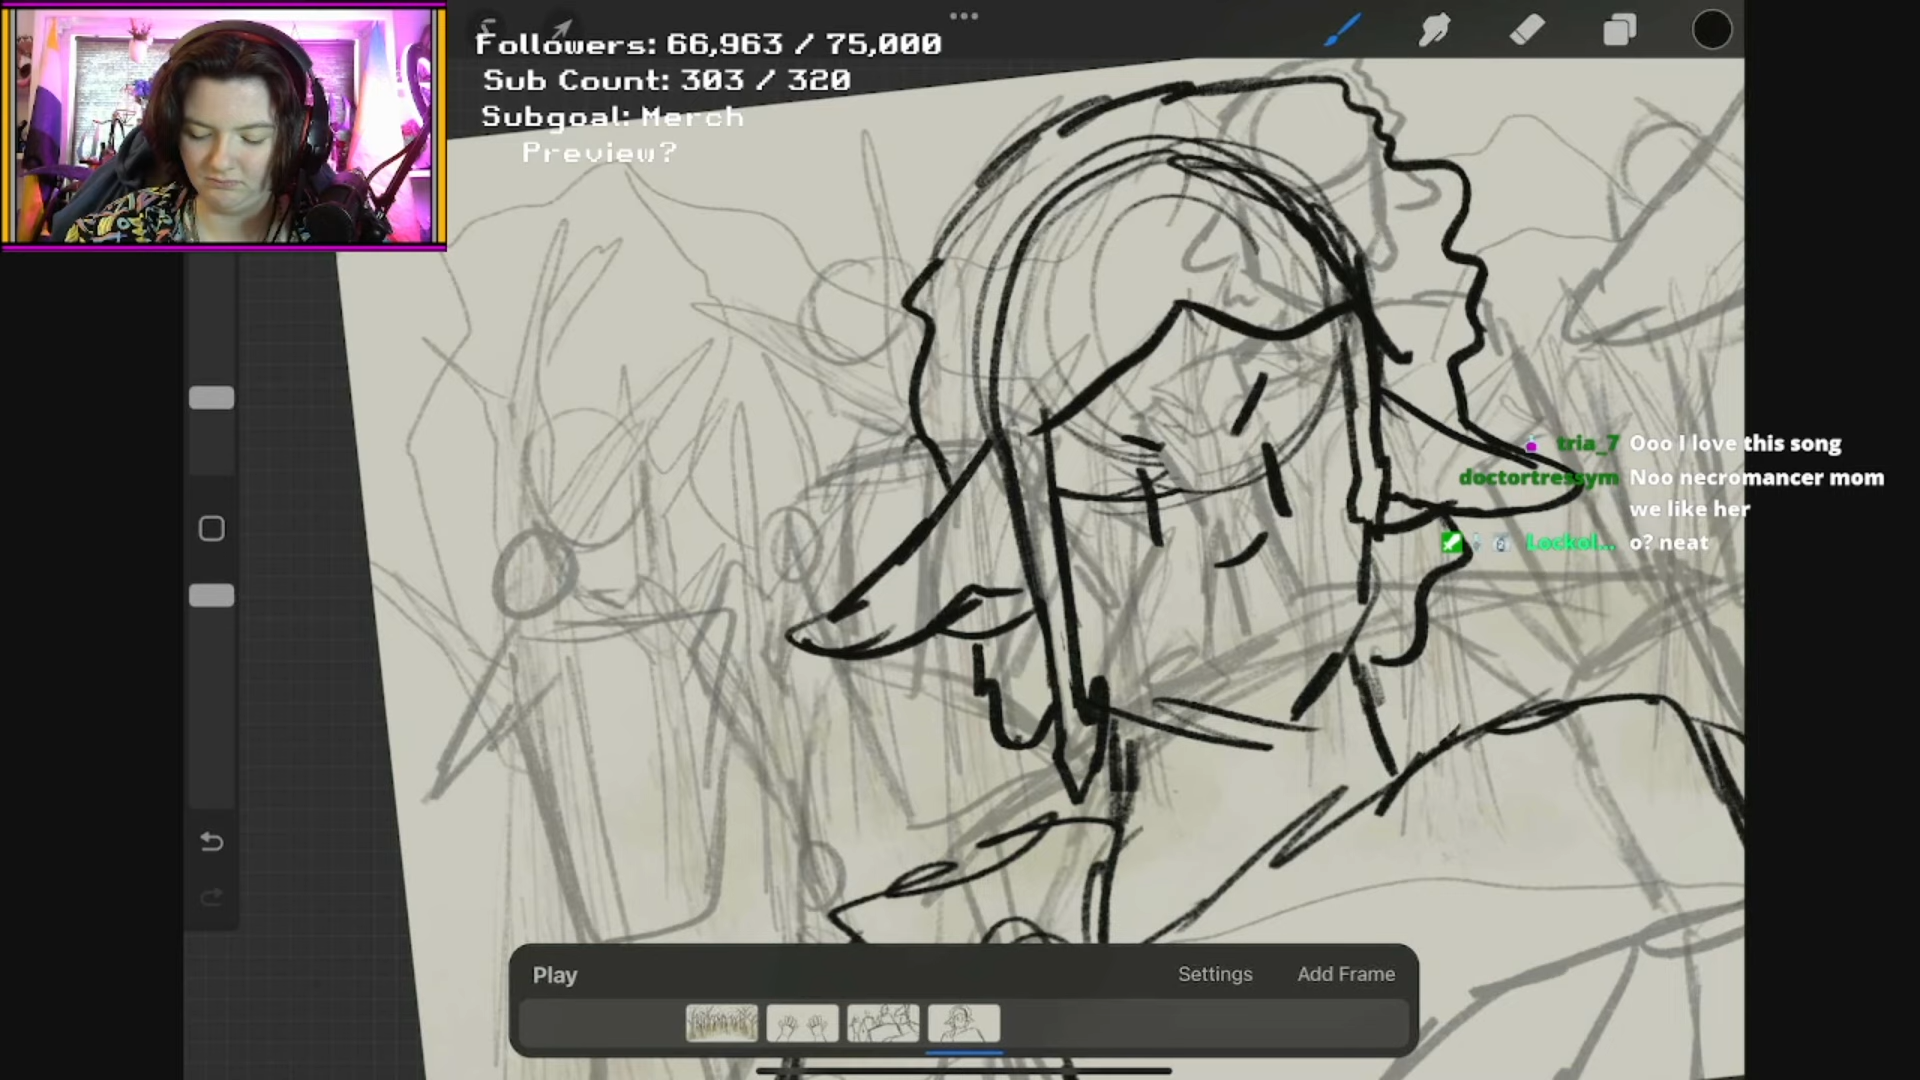 Followers: 66,963 / 75,000
Sub Count: 303 / 320
Subgoal: Merch
Preview?
tria_7 Ooo I love this song
doctortressym Noo necromancer mom
we like her
Lockol... o? neat
Play
Settings
Add Frame